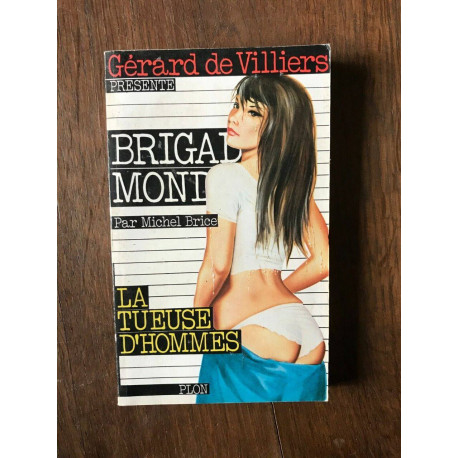 Gérard de Villiers
PRÉSENTE
BRIGAD
MOND
Par Michel Brice
LA
TUEUSE
D'HOMMES
PLON